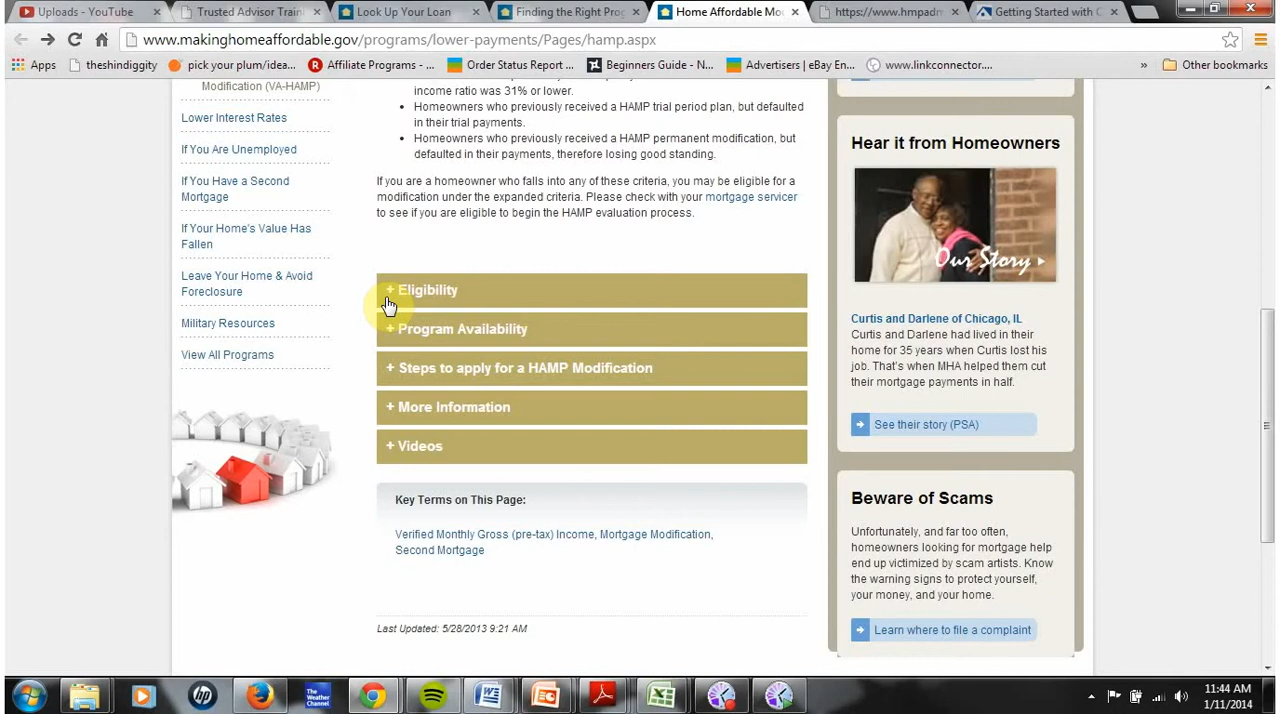 Uploads - YouTube
Trusted Advisor Train
Look Up Your Loan
Finding the Right Pro
Home Affordable Mo
https://www.hmpadm
Getting Started with C
www.makinghomeaffordable.gov/programs/lower-payments/Pages/hamp.aspx
Apps
theshindiggity
pick your plum/idea...
Affiliate Programs - ...
Order Status Report ...
Beginners Guide - N...
Advertisers | eBay En...
www.linkconnector....
»
Other bookmarks
Modification (VA-HAMP)
Lower Interest Rates
If You Are Unemployed
If You Have a Second
Mortgage
If Your Home's Value Has
Fallen
Leave Your Home & Avoid
Foreclosure
Military Resources
View All Programs
income ratio was 31% or lower.
• Homeowners who previously received a HAMP trial period plan, but defaulted
in their trial payments.
• Homeowners who previously received a HAMP permanent modification, but
defaulted in their payments, therefore losing good standing.
If you are a homeowner who falls into any of these criteria, you may be eligible for a
modification under the expanded criteria. Please check with your mortgage servicer
to see if you are eligible to begin the HAMP evaluation process.
+ Eligibility
+ Program Availability
+ Steps to apply for a HAMP Modification
+ More Information
+ Videos
Key Terms on This Page:
Verified Monthly Gross (pre-tax) Income, Mortgage Modification,
Second Mortgage
Last Updated: 5/28/2013 9:21 AM
Hear it from Homeowners
Our Story
Curtis and Darlene of Chicago, IL
Curtis and Darlene had lived in their
home for 35 years when Curtis lost his
job. That's when MHA helped them cut
their mortgage payments in half.
See their story (PSA)
Beware of Scams
Unfortunately, and far too often,
homeowners looking for mortgage help
end up victimized by scam artists. Know
the warning signs to protect yourself,
your money, and your home.
Learn where to file a complaint
The
Weather
Channel
11:44 AM
1/11/2014